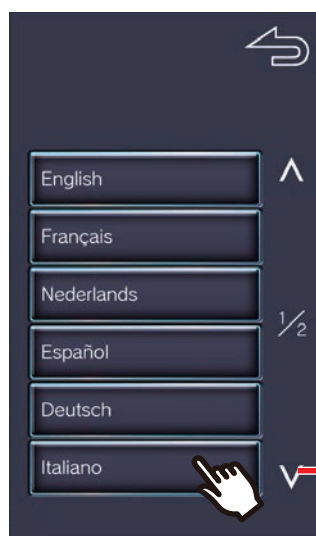 English
Français
Nederlands
1/2
Español
Deutsch
Italiano